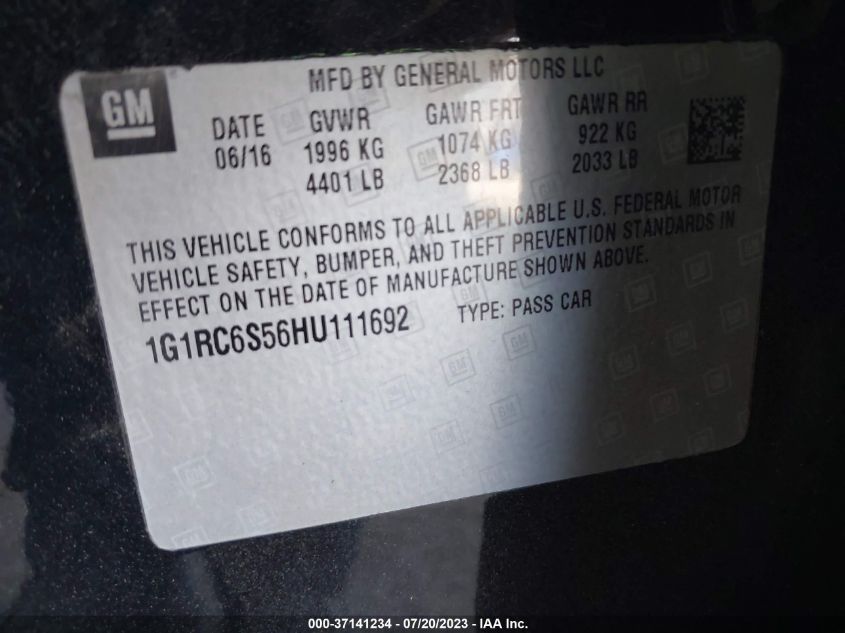 MFD BY GENERAL MOTORS LLC
GM
DATE GVWR GAWR FRT GAWR RR
06/16 1996 KG 1074 KG 922 KG
4401 LB 2368 LB 2033 LB
THIS VEHICLE CONFORMS TO ALL APPLICABLE U.S. FEDERAL MOTOR
VEHICLE SAFETY, BUMPER, AND THEFT PREVENTION STANDARDS IN
EFFECT ON THE DATE OF MANUFACTURE SHOWN ABOVE.
1G1RC6S56HU111692 TYPE: PASS CAR
000-37141234 - 07/20/2023 - IAA Inc.